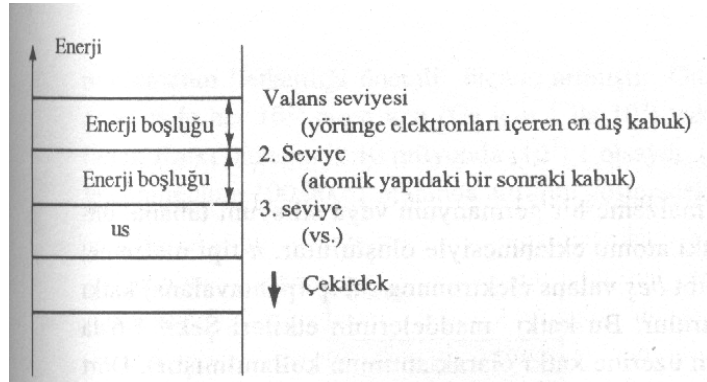 Enerji
Valans seviyesi
Enerji boşluğu
(yörünge elektronları içeren en dış kabuk)
2. Seviye
Enerji boşluğu
(atomik yapıdaki bir sonraki kabuk)
3. seviye
us
(vs.)
Çekirdek